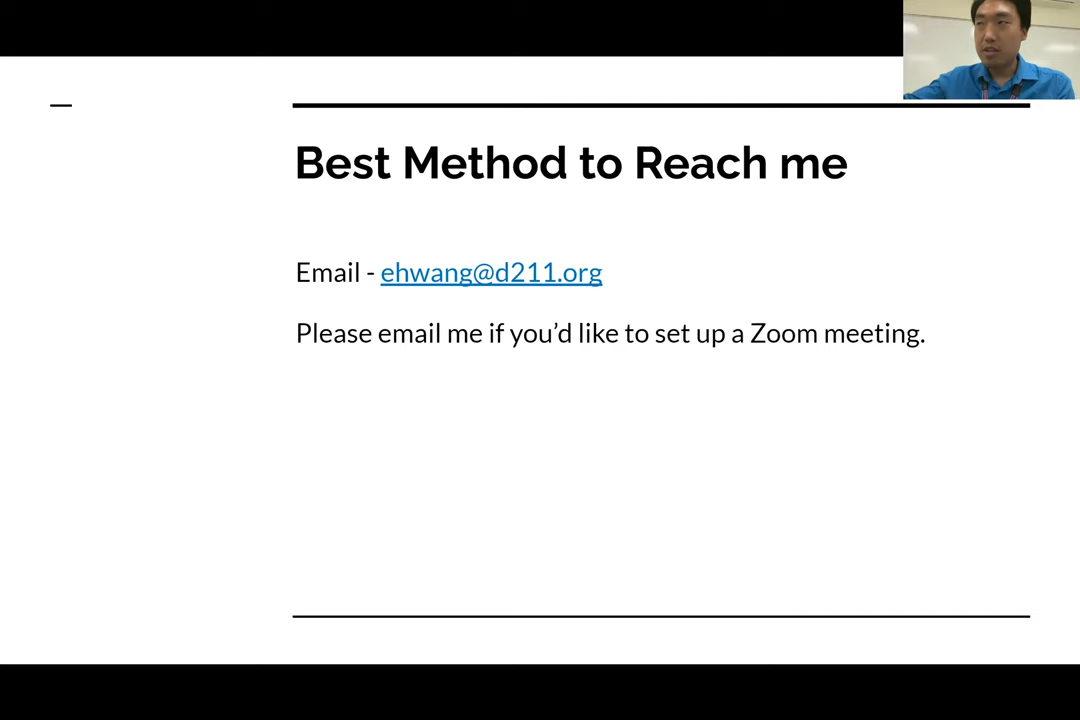 Best Method to Reach me
Email - ehwang@d211.org
Please email me if you’d like to set up a Zoom meeting.